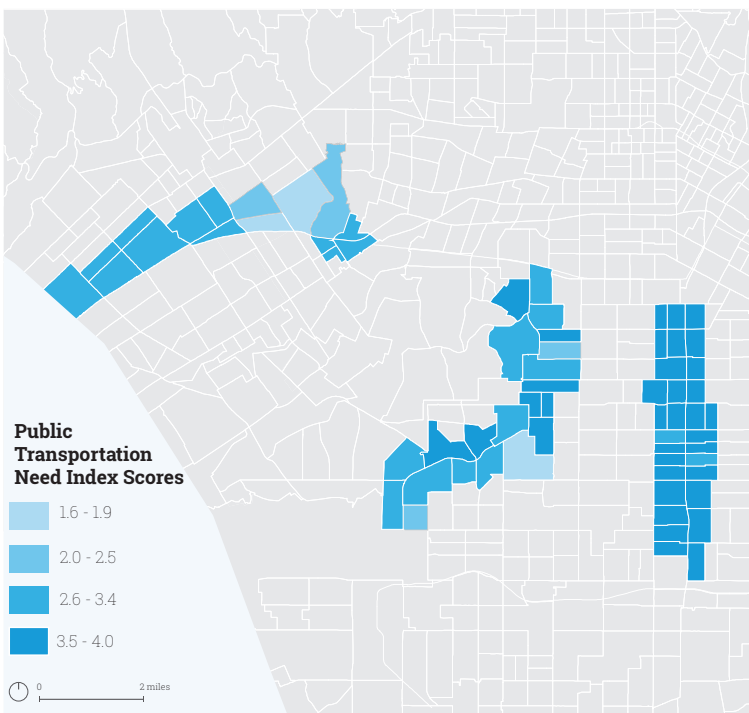 Public
Transportation
Need Index Scores
1.6 - 1.9
2.0 - 2.5
2.6 - 3.4
3.5 - 4.0
0 2 miles